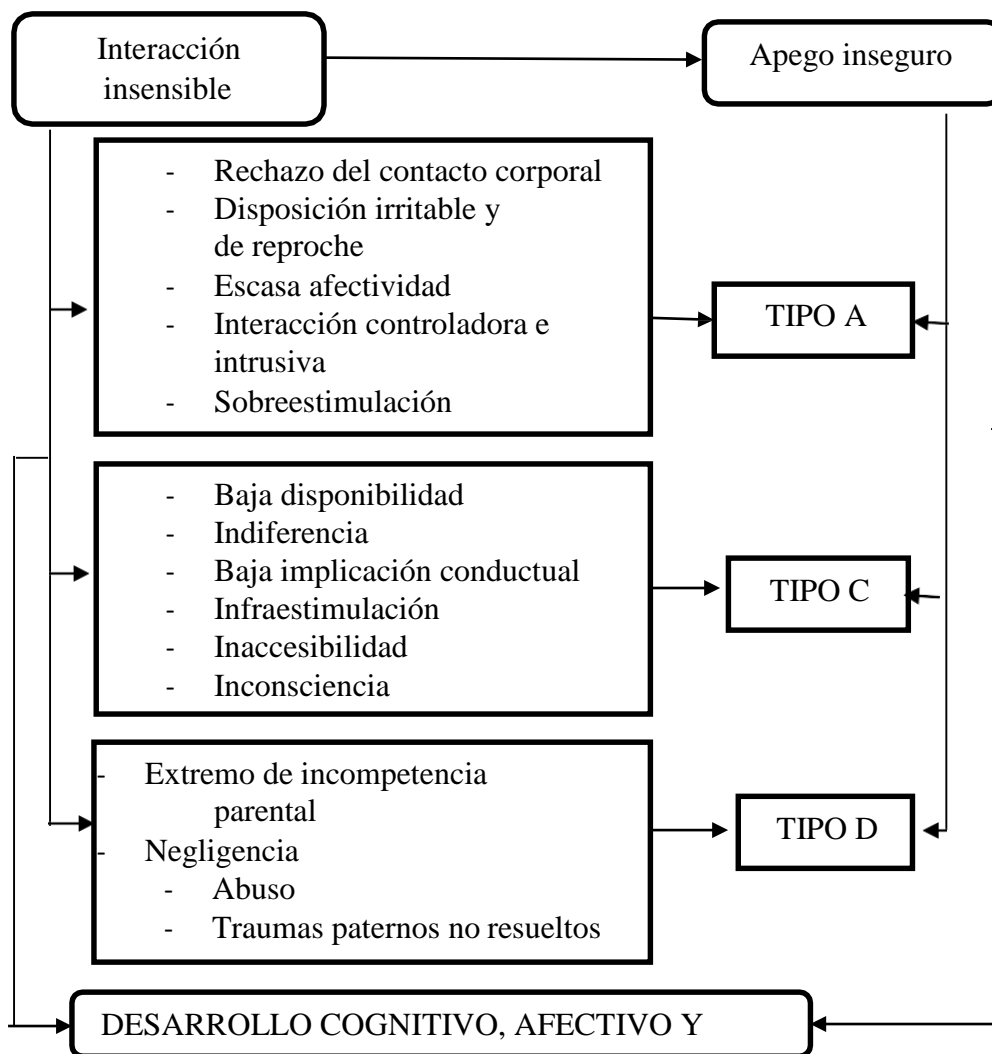 Interacción
insensible
Apego inseguro
- Rechazo del contacto corporal
- Disposición irritable y
de reproche
- Escasa afectividad
- Interacción controladora e
intrusiva
- Sobreestimulación
TIPO A
- Baja disponibilidad
- Indiferencia
- Baja implicación conductual
- Infraestimulación
- Inaccesibilidad
- Inconsciencia
TIPO C
- Extremo de incompetencia
parental
- Negligencia
- Abuso
- Traumas paternos no resueltos
TIPO D
DESARROLLO COGNITIVO, AFECTIVO Y